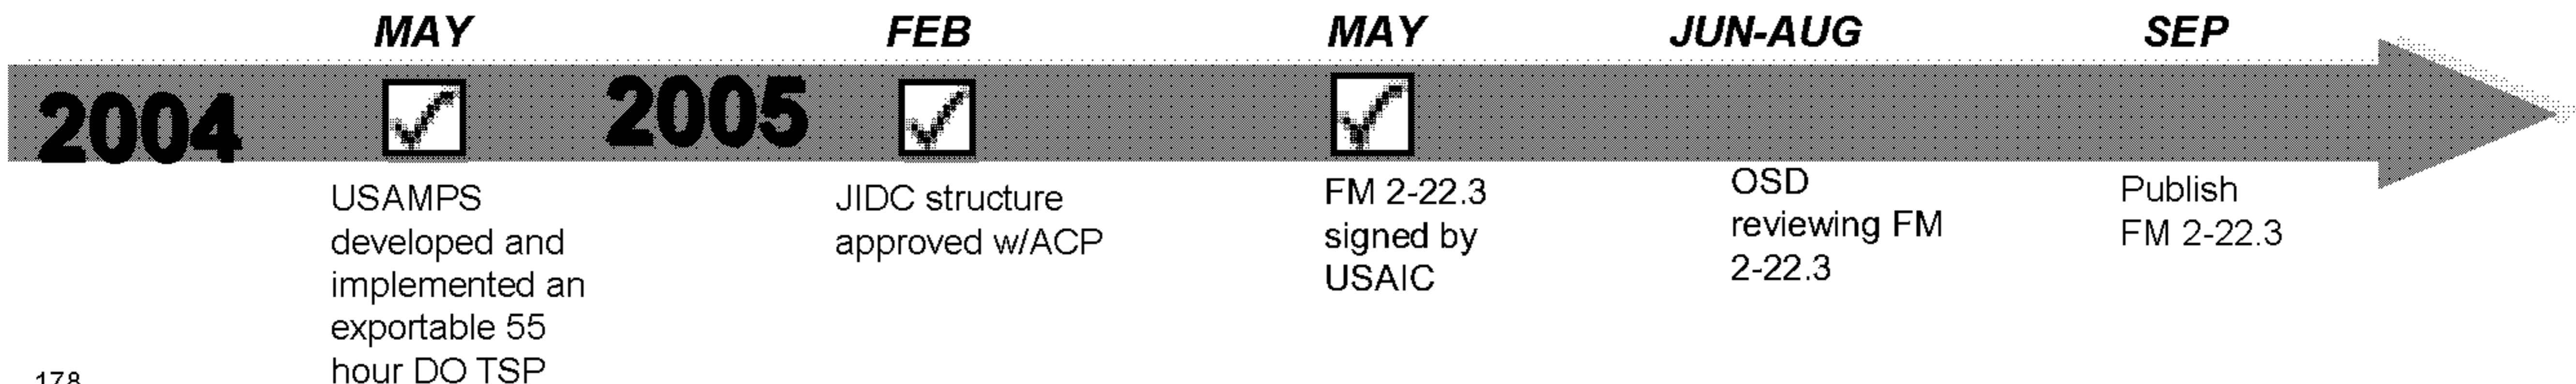 MAY FEB MAY JUN-AUG SEP
2004 2005
USAMPS
developed and
implemented an
exportable 55
hour DO TSP
JIDC structure
approved w/ACP
FM 2-22.3
signed by
USAIC
OSD
reviewing FM
2-22.3
Publish
FM 2-22.3
178